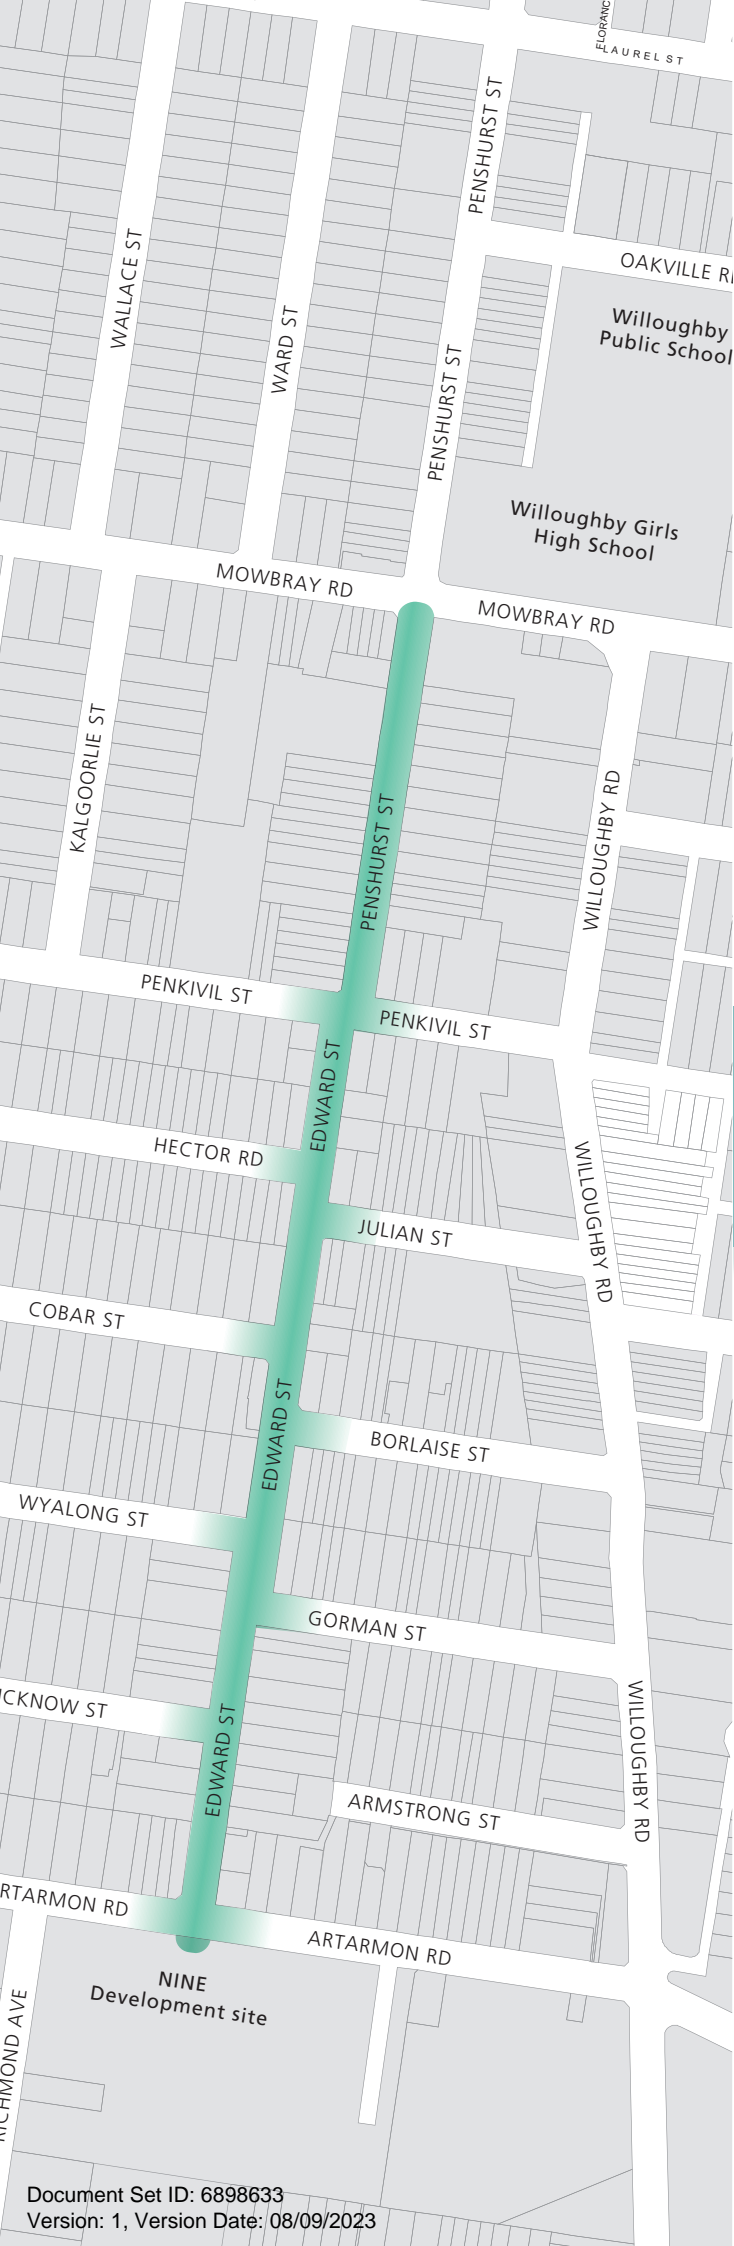 FLORANC
LAUREL ST
PENSHURST ST
OAKVILLE R
WALLACE ST
WARD ST
Willoughby
Public School
PENSHURST ST
Willoughby Girls
High School
MOWBRAY RD
MOWBRAY RD
KALGOORLIE ST
PENSHURST ST
WILLOUGHBY RD
PENKIVIL ST
PENKIVIL ST
EDWARD ST
HECTOR RD
WILLOUGHBY RD
JULIAN ST
COBAR ST
EDWARD ST
BORLAISE ST
WYALONG ST
GORMAN ST
CKNOW ST
EDWARD ST
WILLOUGHBY RD
ARMSTRONG ST
RTARMON RD
ARTARMON RD
NINE
Development site
RICHMOND AVE
Document Set ID: 6898633
Version: 1, Version Date: 08/09/2023